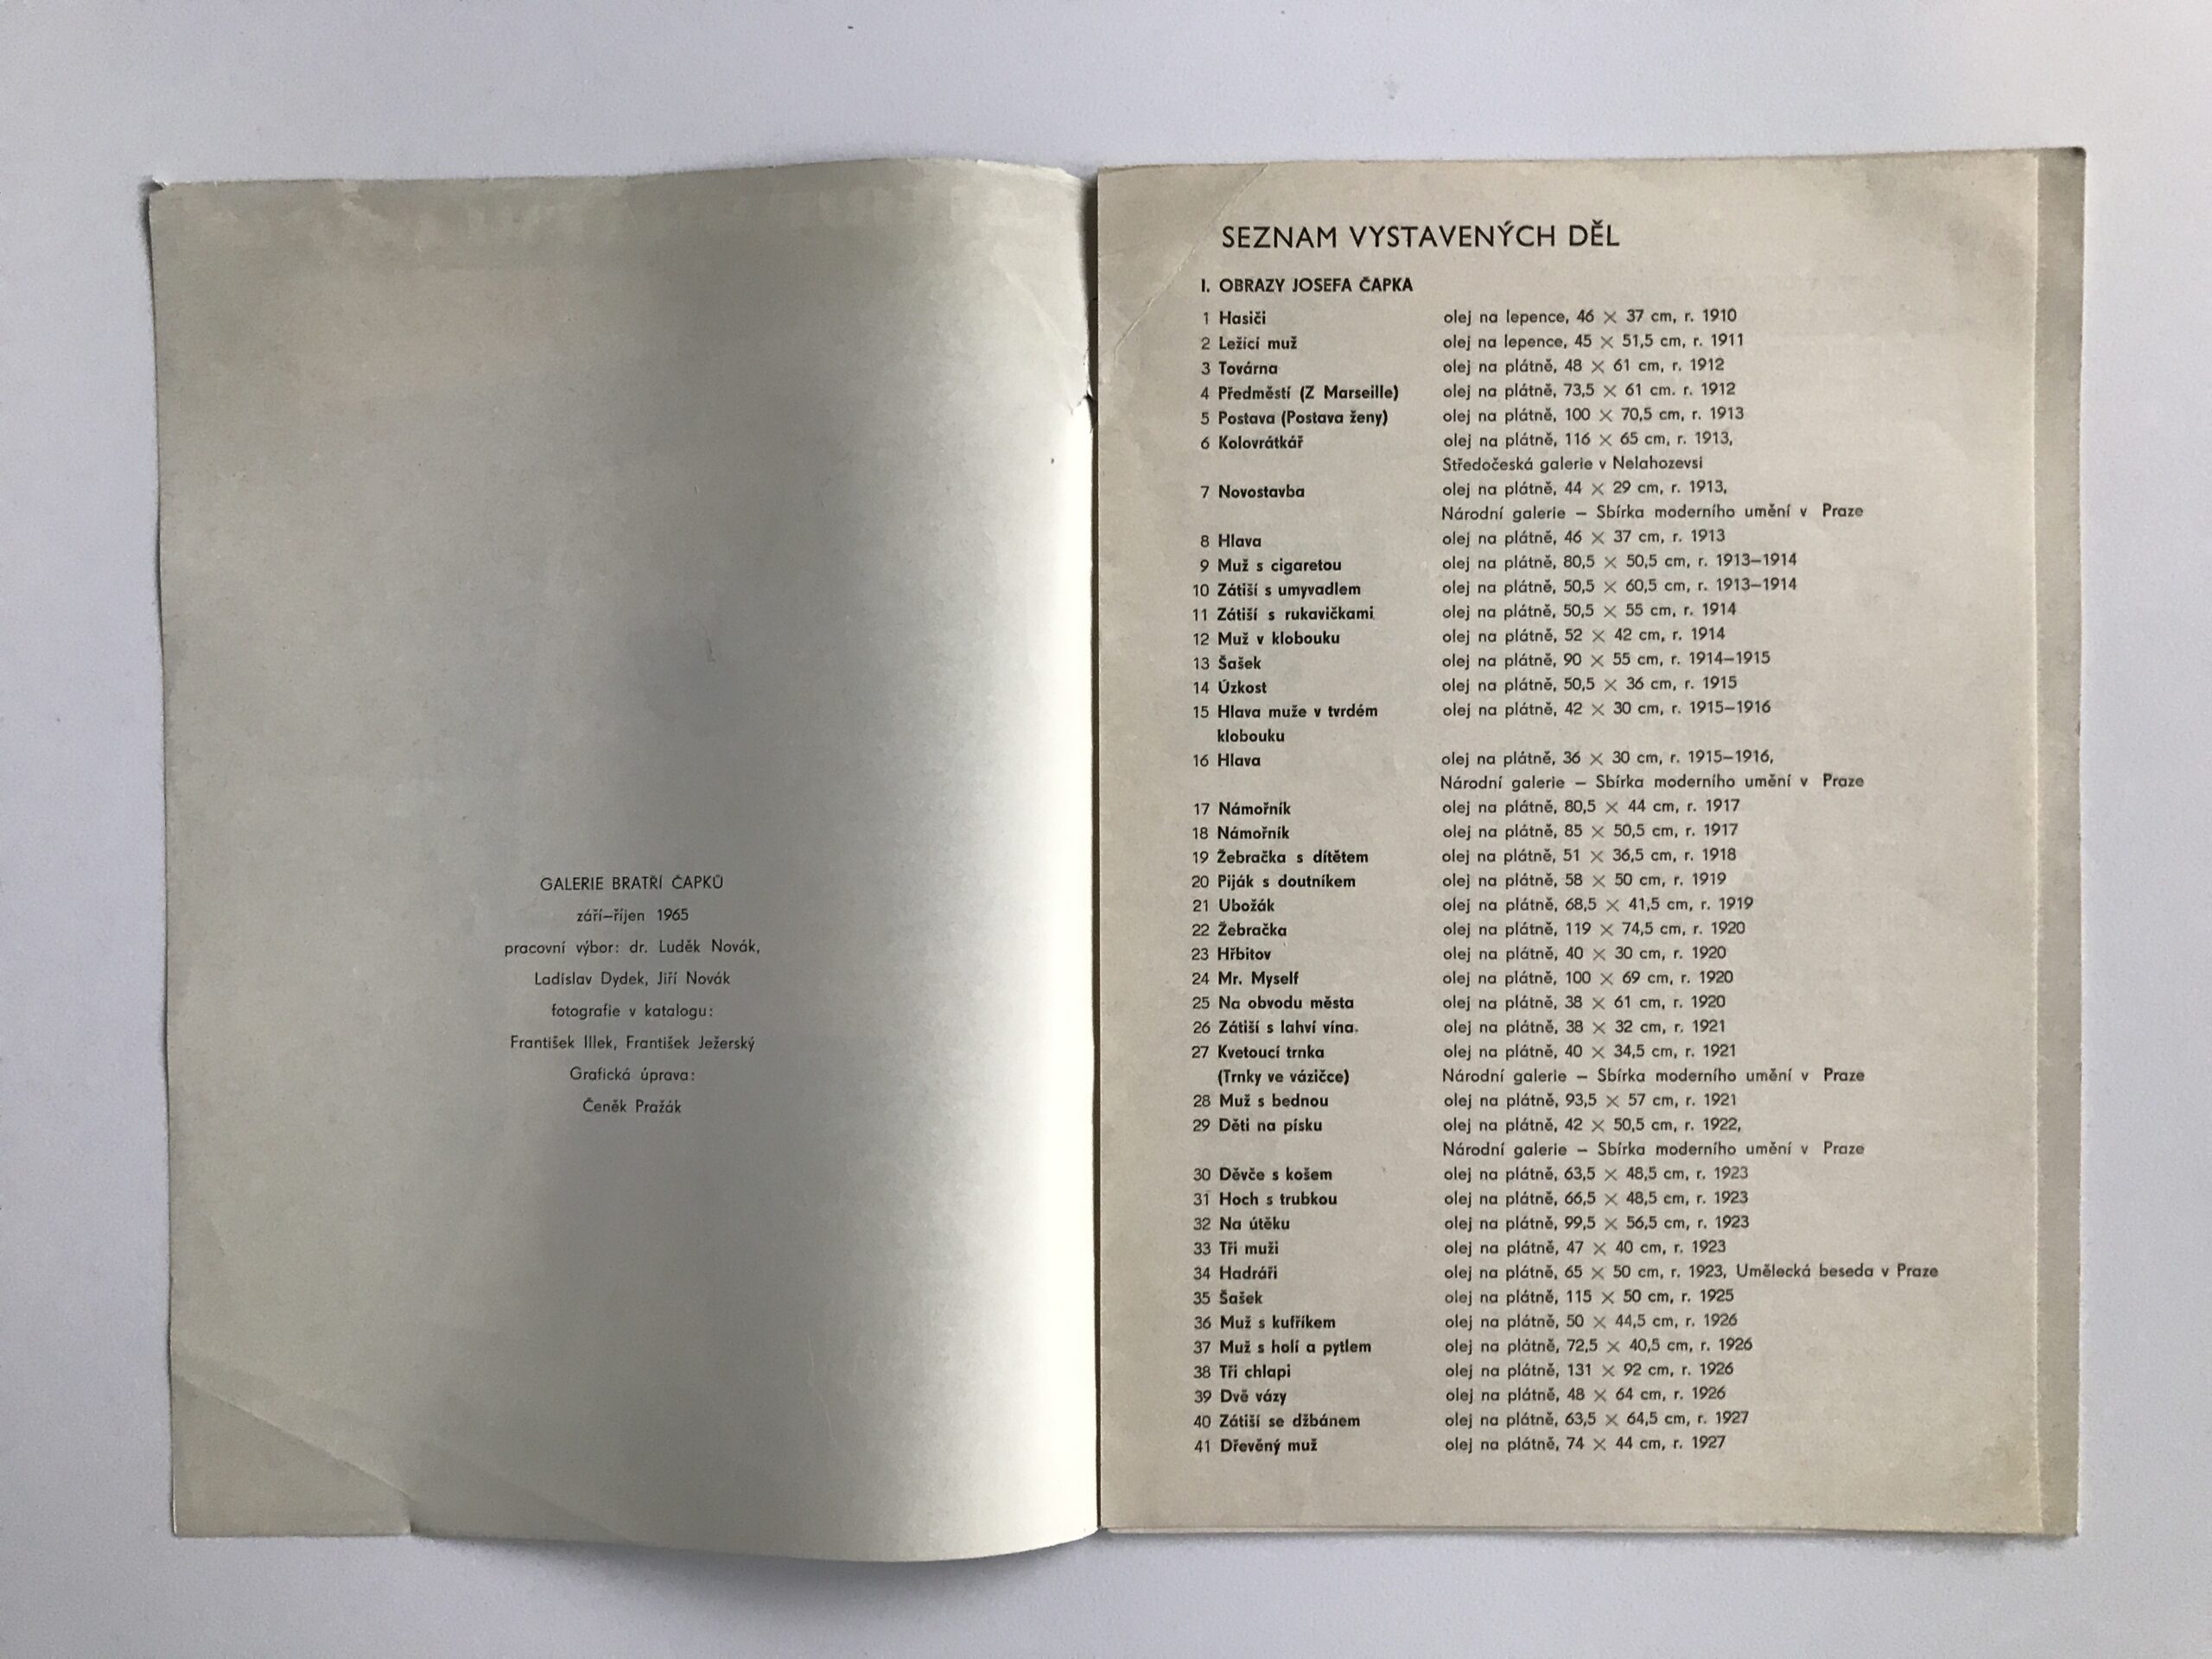 GALERIE BRATŘÍ ČAPKŮ
září–říjen 1965
pracovní výbor: dr. Luděk Novák,
Ladislav Dydek, Jiří Novák
fotografie v katalogu:
František Illek, František Ježerský
Grafická úprava:
Čeněk Pražák
SEZNAM VYSTAVENÝCH DĚL
I. OBRAZY JOSEFA ČAPKA
1 Hasiči olej na lepence, 46 × 37 cm, r. 1910
2 Ležící muž olej na lepence, 45 × 51,5 cm, r. 1911
3 Továrna olej na plátně, 48 × 61 cm, r. 1912
4 Předměstí (Z Marseille) olej na plátně, 73,5 × 61 cm. r. 1912
5 Postava (Postava ženy) olej na plátně, 100 × 70,5 cm, r. 1913
6 Kolovrátkář olej na plátně, 116 × 65 cm, r. 1913,
Středočeská galerie v Nelahozevsi
7 Novostavba olej na plátně, 44 × 29 cm, r. 1913,
Národní galerie – Sbírka moderního umění v Praze
8 Hlava olej na plátně, 46 × 37 cm, r. 1913
9 Muž s cigaretou olej na plátně, 80,5 × 50,5 cm, r. 1913–1914
10 Zátiší s umyvadlem olej na plátně, 50,5 × 60,5 cm, r. 1913–1914
11 Zátiší s rukavičkami olej na plátně, 50,5 × 55 cm, r. 1914
12 Muž v klobouku olej na plátně, 52 × 42 cm, r. 1914
13 Šašek olej na plátně, 90 × 55 cm, r. 1914–1915
14 Úzkost olej na plátně, 50,5 × 36 cm, r. 1915
15 Hlava muže v tvrdém olej na plátně, 42 × 30 cm, r. 1915–1916
klobouku
16 Hlava olej na plátně, 36 × 30 cm, r. 1915–1916,
Národní galerie – Sbírka moderního umění v Praze
17 Námořník olej na plátně, 80,5 × 44 cm, r. 1917
18 Námořník olej na plátně, 85 × 50,5 cm, r. 1917
19 Žebračka s dítětem olej na plátně, 51 × 36,5 cm, r. 1918
20 Piják s doutníkem olej na plátně, 58 × 50 cm, r. 1919
21 Ubožák olej na plátně, 68,5 × 41,5 cm, r. 1919
22 Žebračka olej na plátně, 119 × 74,5 cm, r. 1920
23 Hřbitov olej na plátně, 40 × 30 cm, r. 1920
24 Mr. Myself olej na plátně, 100 × 69 cm, r. 1920
25 Na obvodu města olej na plátně, 38 × 61 cm, r. 1920
26 Zátiší s lahví vína. olej na plátně, 38 × 32 cm, r. 1921
27 Kvetoucí trnka olej na plátně, 40 × 34,5 cm, r. 1921
(Trnky ve vázičce) Národní galerie – Sbírka moderního umění v Praze
28 Muž s bednou olej na plátně, 93,5 × 57 cm, r. 1921
29 Děti na písku olej na plátně, 42 × 50,5 cm, r. 1922,
Národní galerie – Sbírka moderního umění v Praze
30 Děvče s košem olej na plátně, 63,5 × 48,5 cm, r. 1923
31 Hoch s trubkou olej na plátně, 66,5 × 48,5 cm, r. 1923
32 Na útěku olej na plátně, 99,5 × 56,5 cm, r. 1923
33 Tři muži olej na plátně, 47 × 40 cm, r. 1923
34 Hadráři olej na plátně, 65 × 50 cm, r. 1923, Umělecká beseda v Praze
35 Šašek olej na plátně, 115 × 50 cm, r. 1925
36 Muž s kufříkem olej na plátně, 50 × 44,5 cm, r. 1926
37 Muž s holí a pytlem olej na plátně, 72,5 × 40,5 cm, r. 1926
38 Tři chlapi olej na plátně, 131 × 92 cm, r. 1926
39 Dvě vázy olej na plátně, 48 × 64 cm, r. 1926
40 Zátiší se džbánem olej na plátně, 63,5 × 64,5 cm, r. 1927
41 Dřevěný muž olej na plátně, 74 × 44 cm, r. 1927